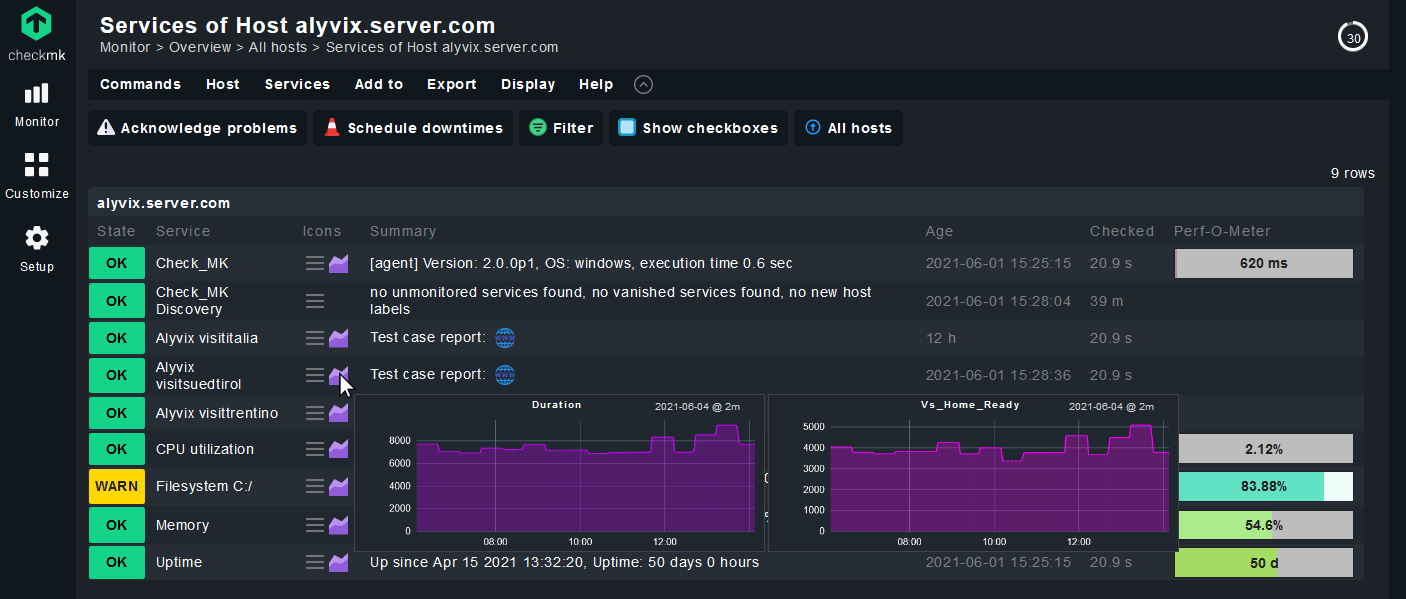 Services of Host alyvix.server.com
Monitor > Overview > All hosts > Services of Host alyvix.server.com
30
checkmk
Monitor
Customize
Setup
Commands Host Services Add to Export Display Help
Acknowledge problems Schedule downtimes Filter Show checkboxes All hosts
9 rows
alyvix.server.com
State Service Icons Summary Age Checked Perf-O-Meter
OK Check_MK [agent] Version: 2.0.0p1, OS: windows, execution time 0.6 sec 2021-06-01 15:25:15 20.9 s 620 ms
OK Check_MK Discovery no unmonitored services found, no vanished services found, no new host labels 2021-06-01 15:28:04 39 m
OK Alyvix visititalia Test case report: WWW 12 h 20.9 s
OK Alyvix visitsuedtirol Test case report: WWW 2021-06-01 15:28:36 20.9 s
OK Alyvix visittrentino
OK CPU utilization 2.12%
WARN Filesystem C:/ 83.88%
OK Memory 54.6%
OK Uptime Up since Apr 15 2021 13:32:20, Uptime: 50 days 0 hours 2021-06-01 15:25:15 20.9 s 50 d
Duration 2021-06-04 @ 2m
8000
6000
4000
2000
0
08:00 10:00 12:00
Vs_Home_Ready 2021-06-04 @ 2m
5000
4000
3000
2000
1000
0
08:00 10:00 12:00